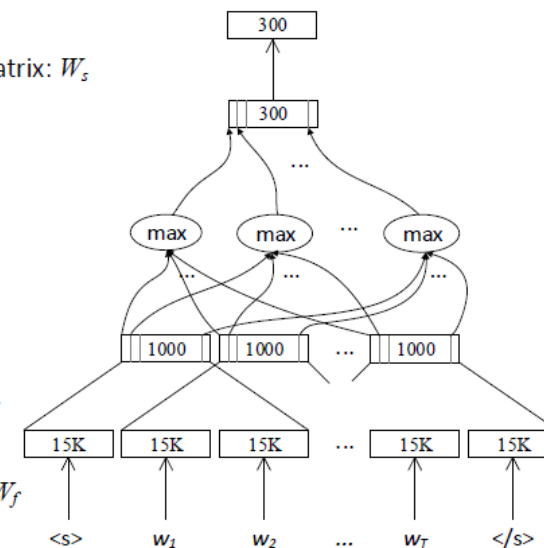 300
atrix: Ws
300
...
max max ... max
... ... ...
1000 1000 ... 1000
15K 15K 15K ... 15K 15K
Wf
<s> w1 w2 ... wT </s>